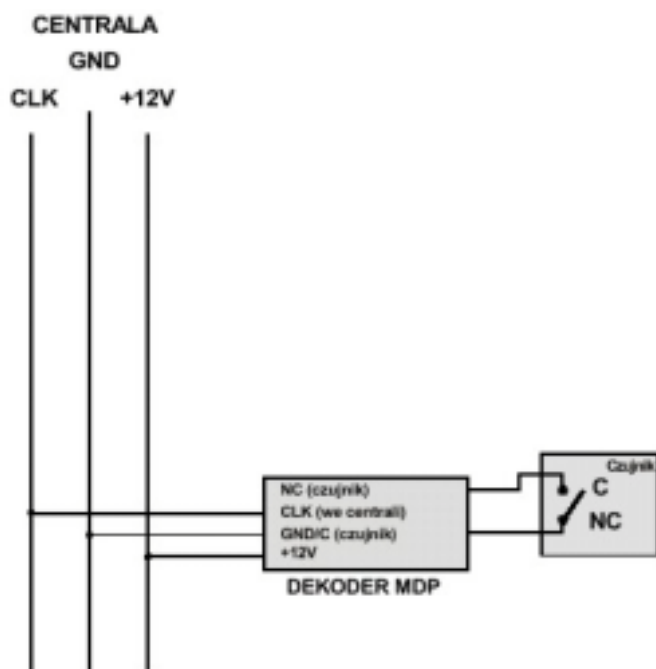 CENTRALA
GND
CLK
+12V
NC (czujnik)
CLK (we centrali)
GND/C (czujnik)
+12V
DEKODER MDP
Czujnik
C
NC